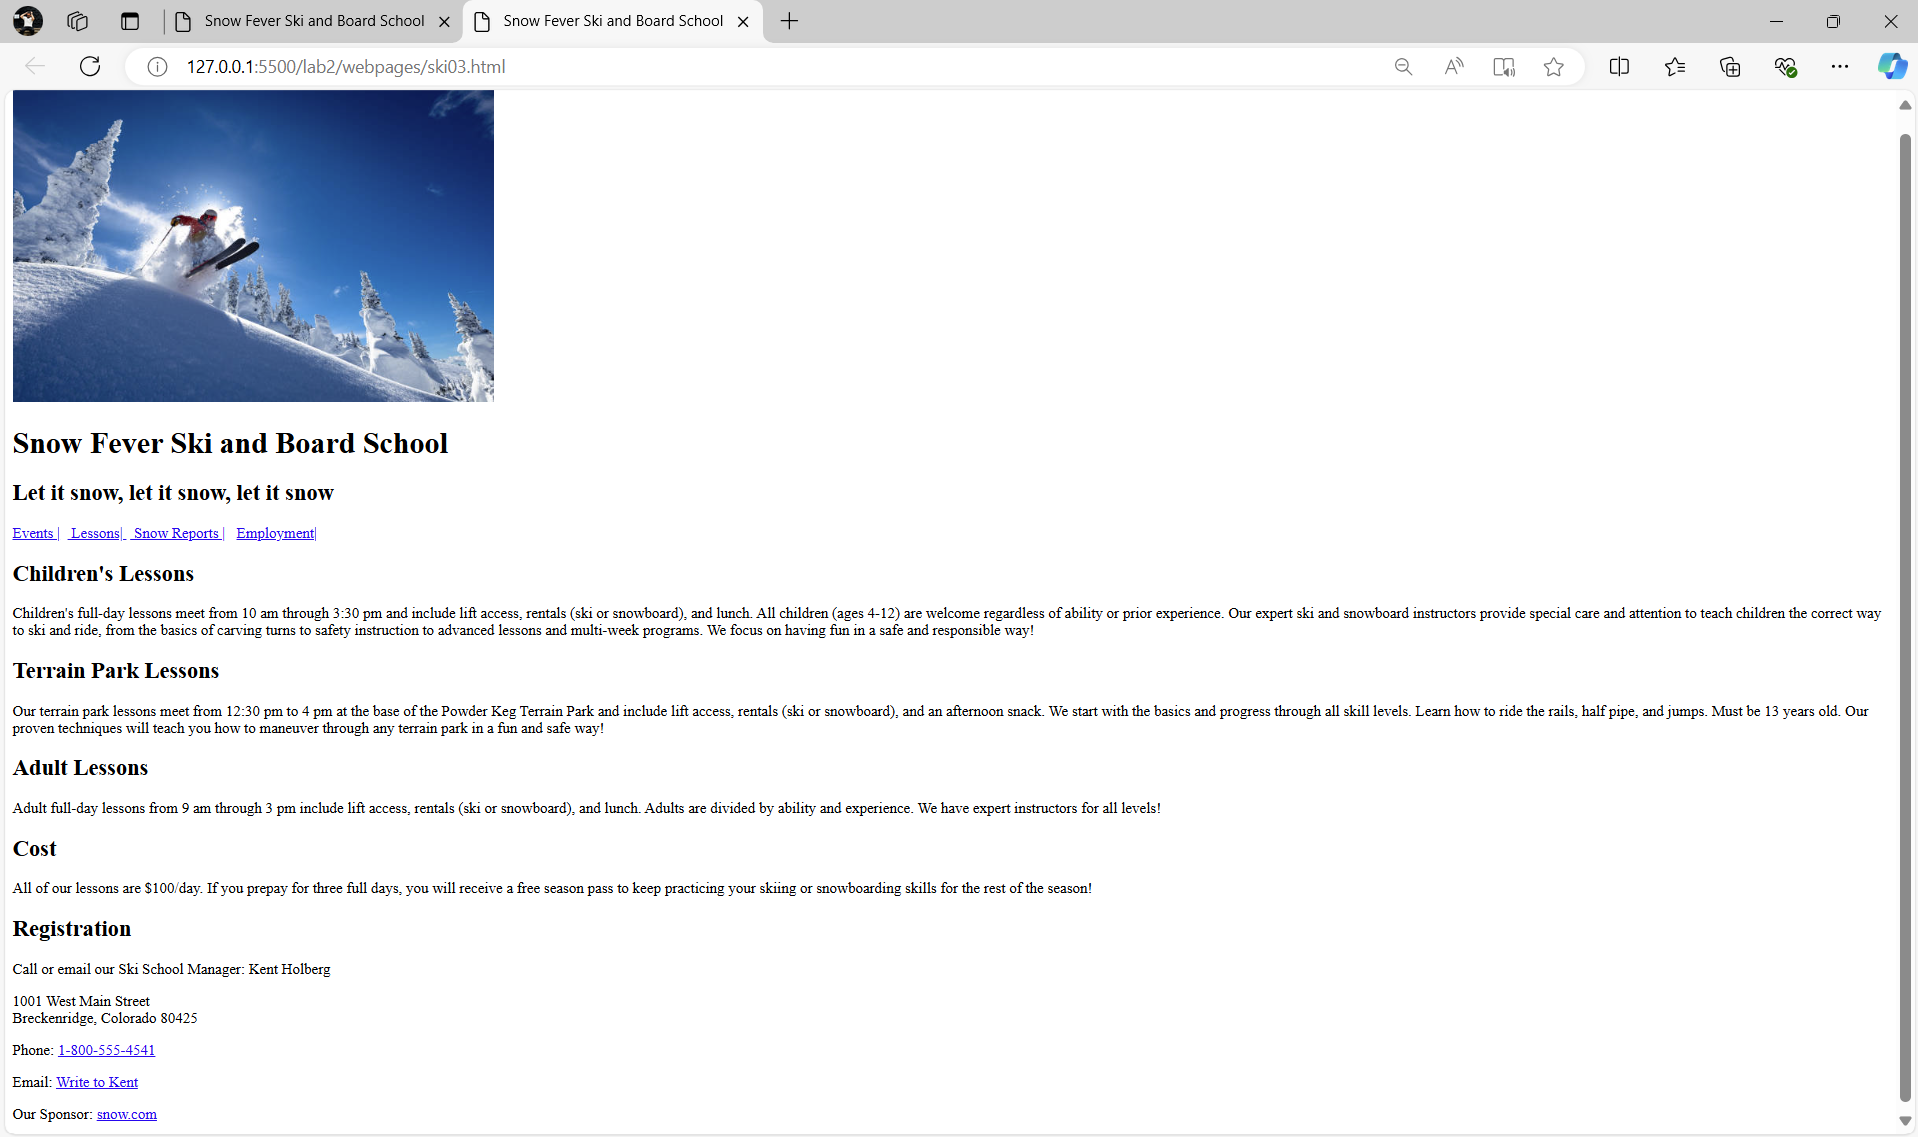 Snow Fever Ski and Board School
Snow Fever Ski and Board School
127.0.0.1:5500/lab2/webpages/ski03.html
Snow Fever Ski and Board School
Let it snow, let it snow, let it snow
Events | Lessons| Snow Reports | Employment|
Children's Lessons
Children's full-day lessons meet from 10 am through 3:30 pm and include lift access, rentals (ski or snowboard), and lunch. All children (ages 4-12) are welcome regardless of ability or prior experience. Our expert ski and snowboard instructors provide special care and attention to teach children the correct way
to ski and ride, from the basics of carving turns to safety instruction to advanced lessons and multi-week programs. We focus on having fun in a safe and responsible way!
Terrain Park Lessons
Our terrain park lessons meet from 12:30 pm to 4 pm at the base of the Powder Keg Terrain Park and include lift access, rentals (ski or snowboard), and an afternoon snack. We start with the basics and progress through all skill levels. Learn how to ride the rails, half pipe, and jumps. Must be 13 years old. Our
proven techniques will teach you how to maneuver through any terrain park in a fun and safe way!
Adult Lessons
Adult full-day lessons from 9 am through 3 pm include lift access, rentals (ski or snowboard), and lunch. Adults are divided by ability and experience. We have expert instructors for all levels!
Cost
All of our lessons are $100/day. If you prepay for three full days, you will receive a free season pass to keep practicing your skiing or snowboarding skills for the rest of the season!
Registration
Call or email our Ski School Manager: Kent Holberg
1001 West Main Street
Breckenridge, Colorado 80425
Phone: 1-800-555-4541
Email: Write to Kent
Our Sponsor: snow.com